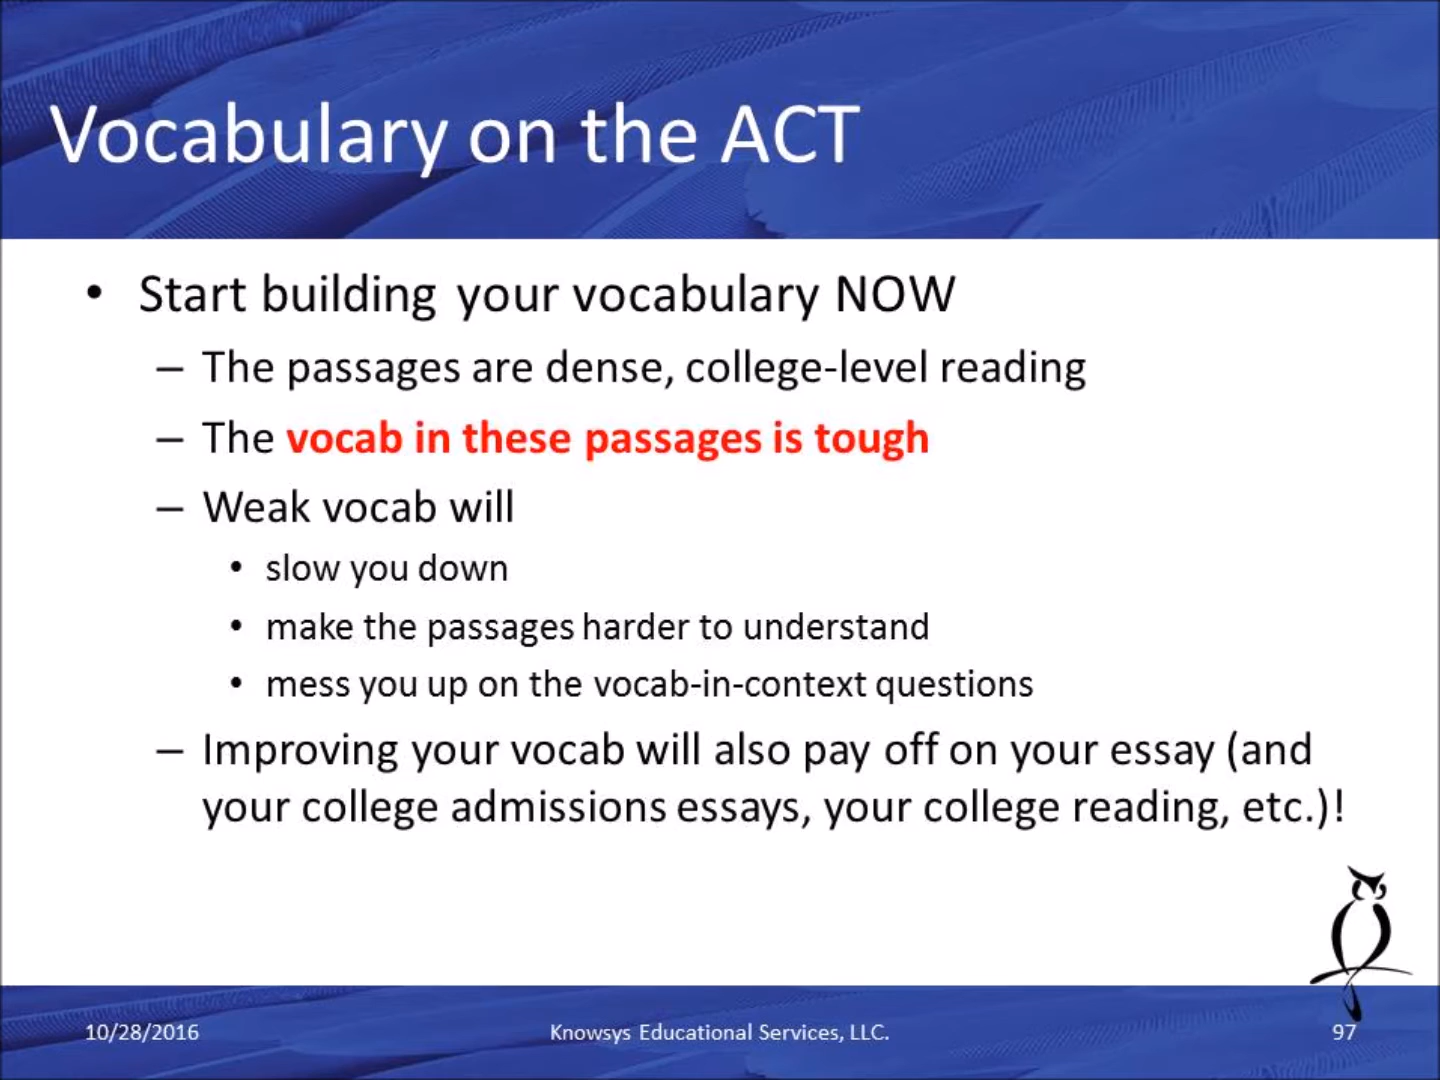 Vocabulary on the ACT
• Start building your vocabulary NOW
– The passages are dense, college-level reading
– The vocab in these passages is tough
– Weak vocab will
• slow you down
• make the passages harder to understand
• mess you up on the vocab-in-context questions
– Improving your vocab will also pay off on your essay (and
your college admissions essays, your college reading, etc.)!
10/28/2016
Knowsys Educational Services, LLC.
97